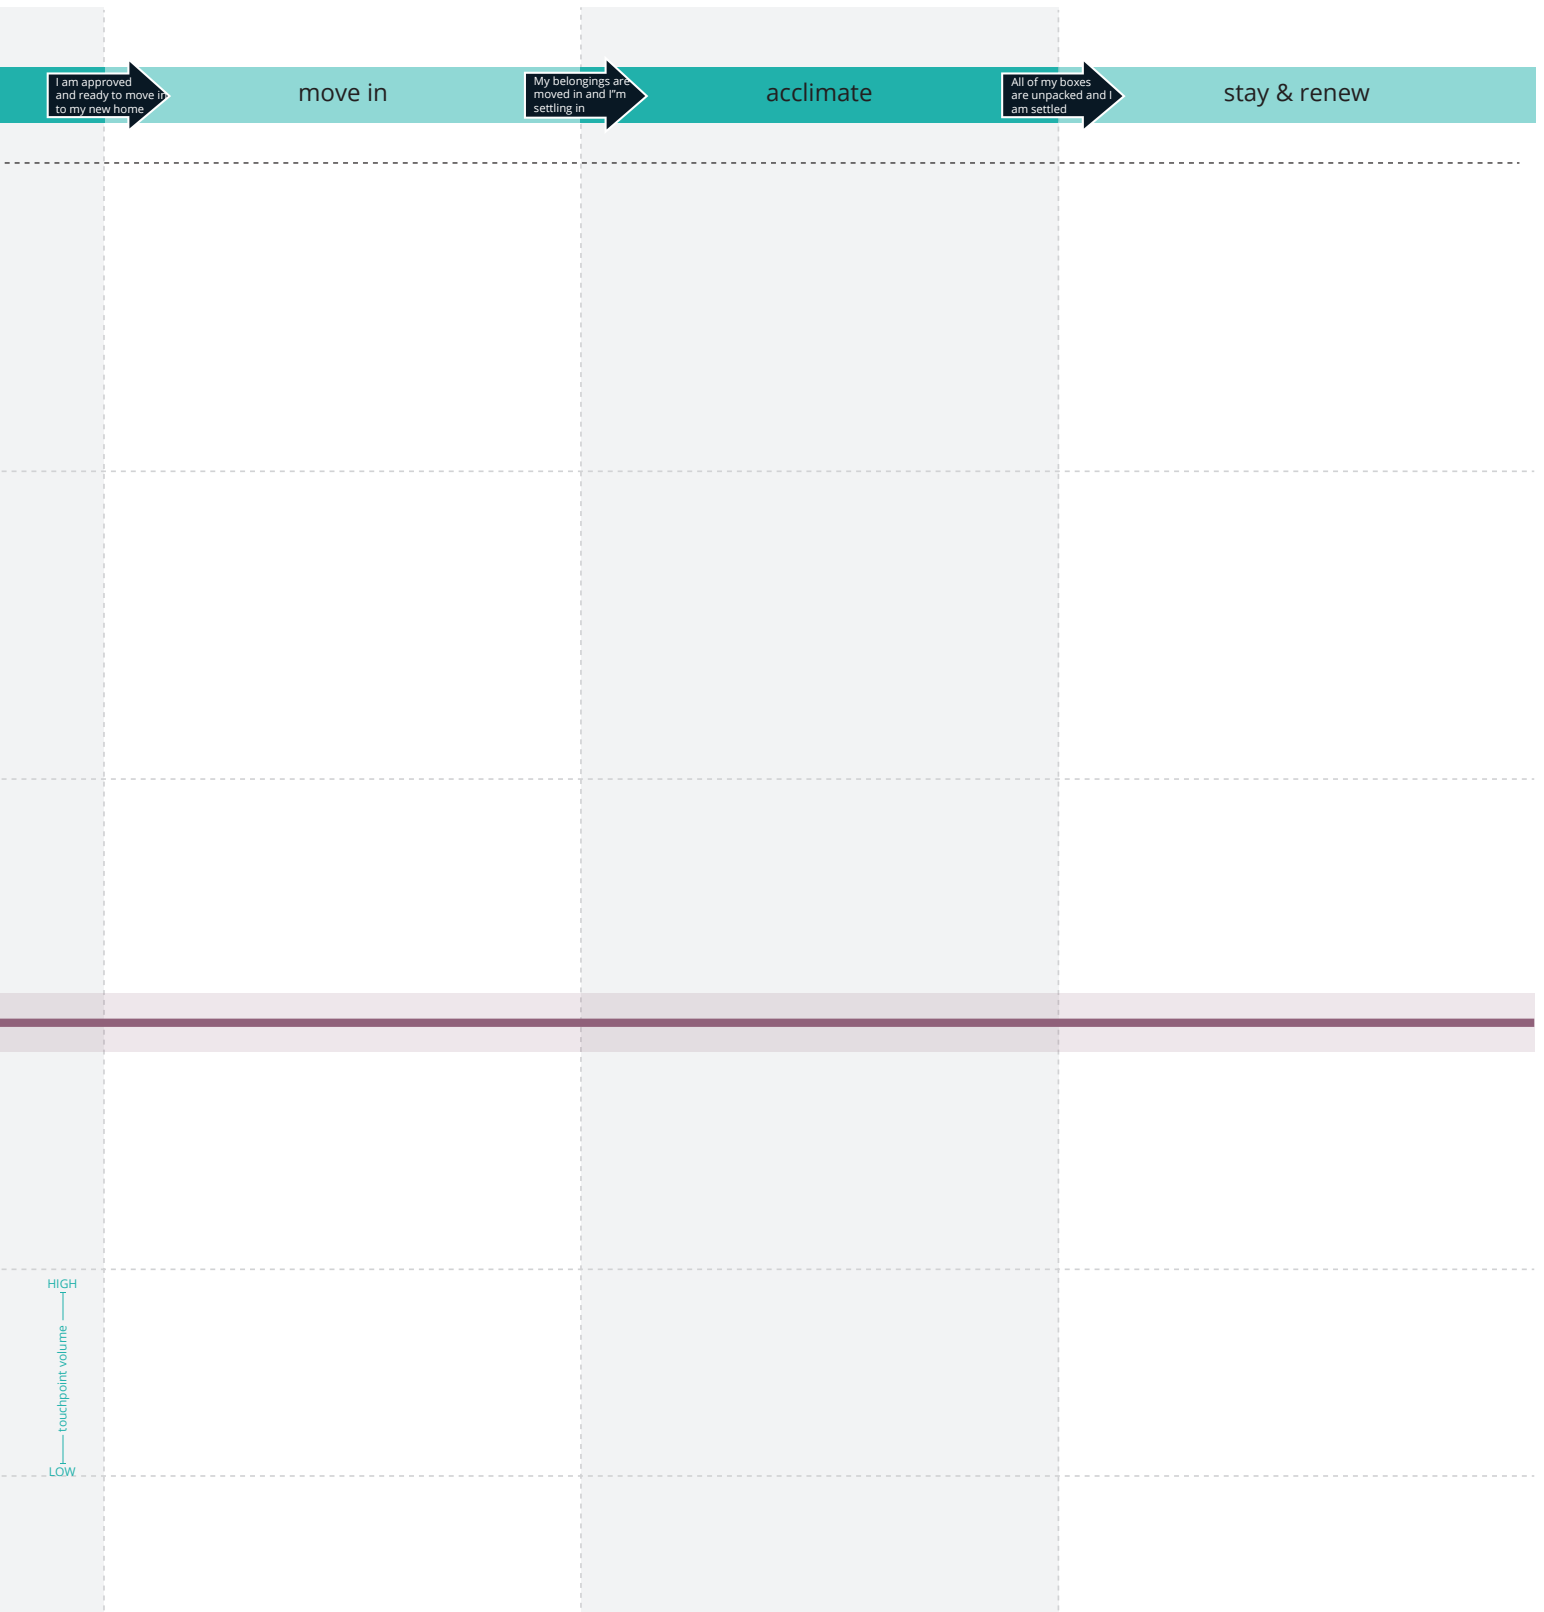 I am approved
and ready to move in
to my new home
move in
My belongings are
moved in and I"m
settling in
acclimate
All of my boxes
are unpacked and I
am settled
stay & renew
HIGH
touchpoint volume
LOW